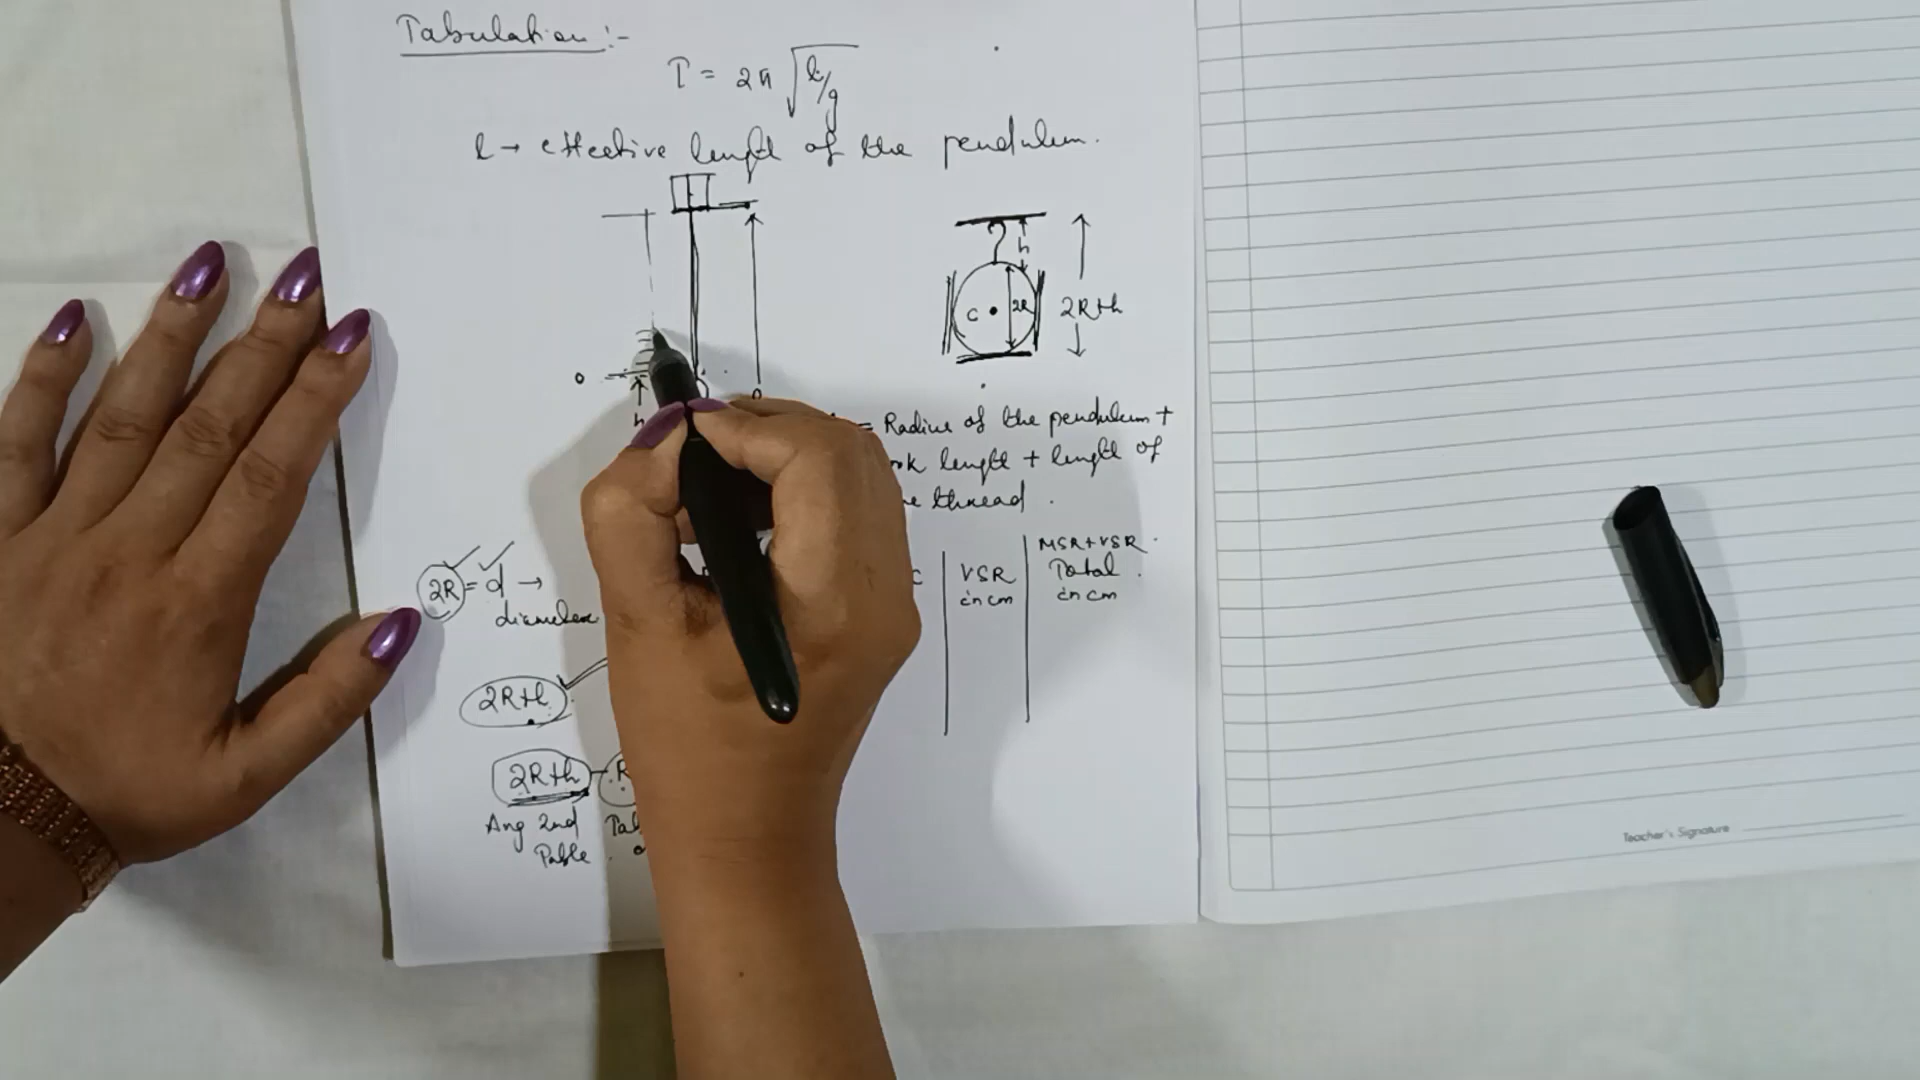 Tabulation :-
T = 2π √l/g
l → effective length of the pendulum.
h
C
2R
2R+h
0
h
= Radius of the pendulum +
length + length of
thread .
2R = d →
diameter
VSR
in cm
MSR+VSR
Total
in cm
2R+h
2R+h - R
2nd
Table
Teacher's Signature